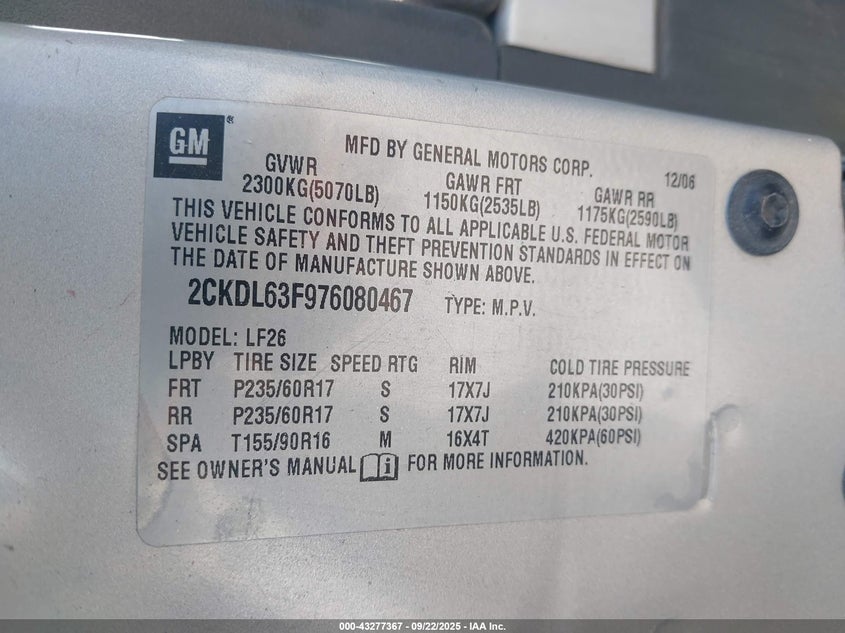 GM®
MFD BY GENERAL MOTORS CORP.
12/06
GVWR GAWR FRT GAWR RR
2300KG(5070LB) 1150KG(2535LB) 1175KG(2590LB)
THIS VEHICLE CONFORMS TO ALL APPLICABLE U.S. FEDERAL MOTOR
VEHICLE SAFETY AND THEFT PREVENTION STANDARDS IN EFFECT ON
THE DATE OF MANUFACTURE SHOWN ABOVE.
2CKDL63F976080467 TYPE: M.P.V.
MODEL: LF26
LPBY TIRE SIZE SPEED RTG RIM COLD TIRE PRESSURE
FRT P235/60R17 S 17X7J 210KPA(30PSI)
RR P235/60R17 S 17X7J 210KPA(30PSI)
SPA T155/90R16 M 16X4T 420KPA(60PSI)
SEE OWNER'S MANUAL i FOR MORE INFORMATION.
000-43277367 - 09/22/2025 - IAA Inc.